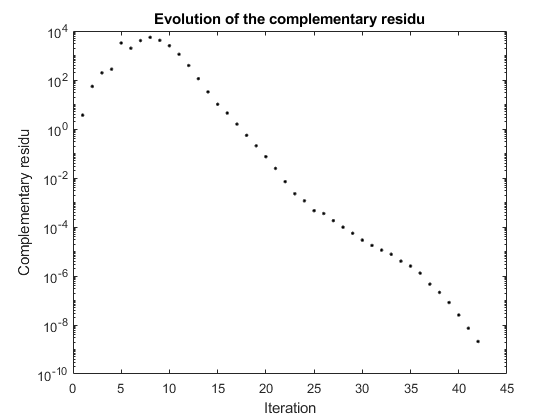 Evolution of the complementary residu
10^4
10^2
10^0
10^-2
10^-4
10^-6
10^-8
10^-10
Complementary residu
0 5 10 15 20 25 30 35 40 45
Iteration